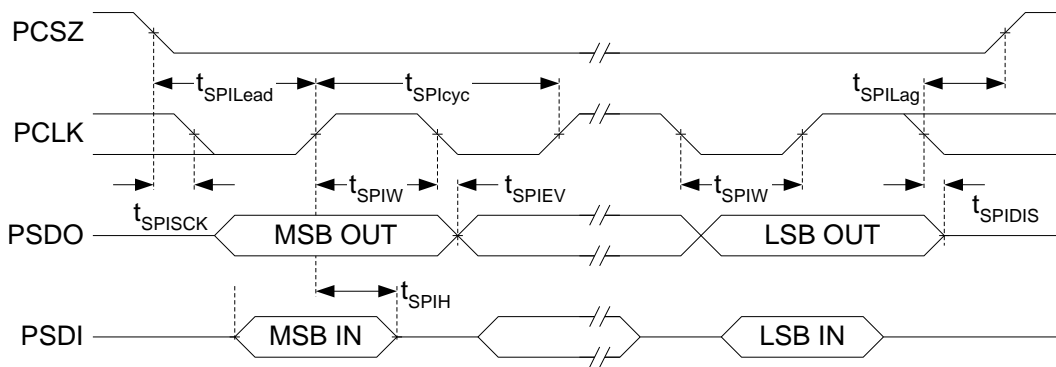 PCSZ
tSPILead
tSPIcyc
tSPILag
PCLK
tSPIW
tSPIEV
tSPIW
tSPISCK
tSPIDIS
PSDO
MSB OUT
LSB OUT
tSPIH
PSDI
MSB IN
LSB IN